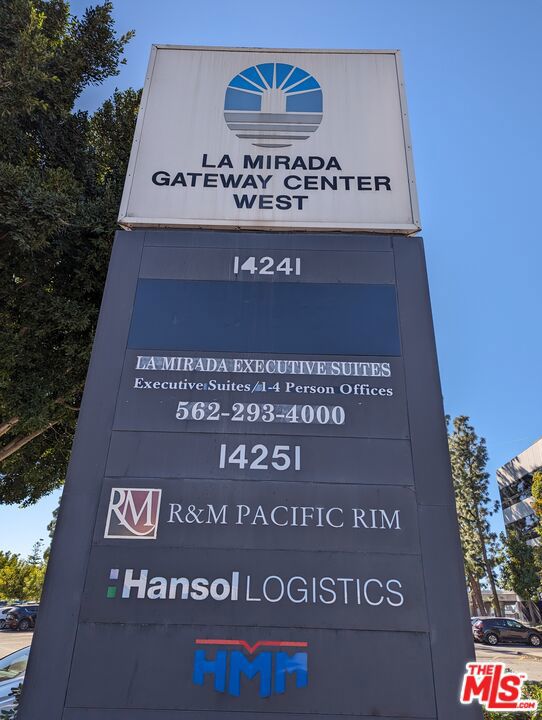 LA MIRADA
GATEWAY CENTER
WEST
14241
LA MIRADA EXECUTIVE SUITES
Executive Suites/1-4 Person Offices
562-293-4000
14251
RM R&M PACIFIC RIM
Hansol LOGISTICS
HMM
THE
MLS
.COM